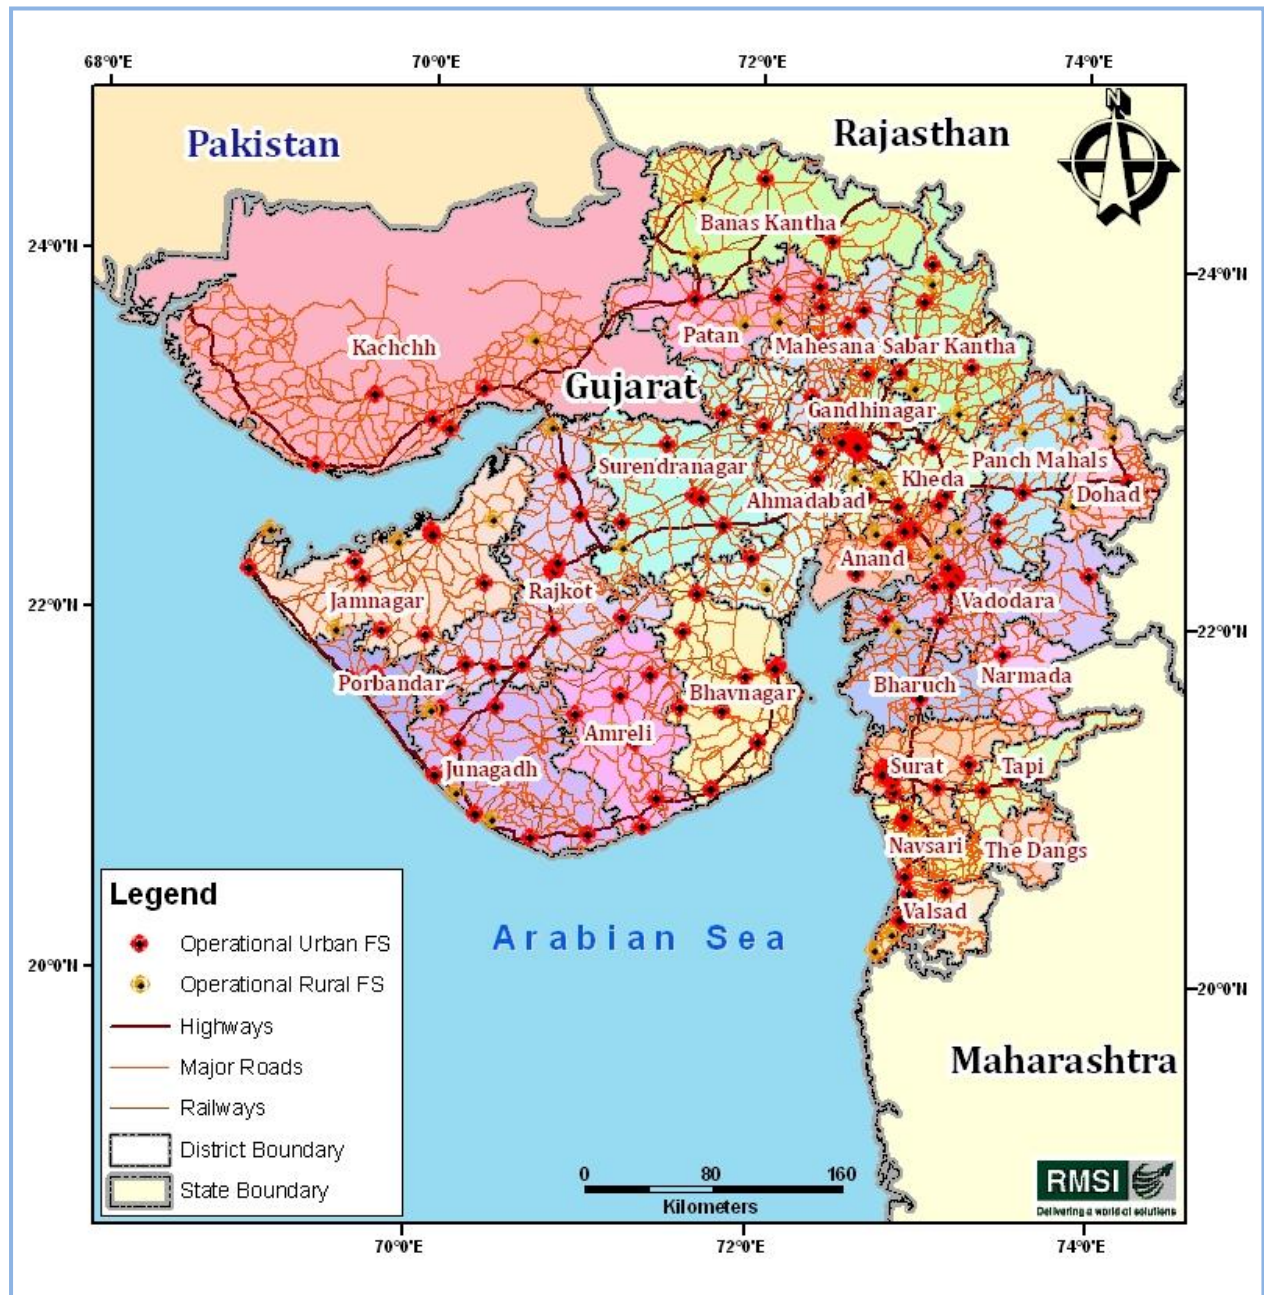 68°0'E 70°0'E 72°0'E 74°0'E
N
Pakistan
Rajasthan
24°0'N
24°0'N
Banas Kantha
Patan
Mahesana Sabar Kantha
Kachchh
Gujarat
Gandhinagar
Surendranagar
Panch Mahals
Kheda
Dohad
Ahmadabad
Anand
22°0'N
22°0'N
Rajkot
Jamnagar
Vadodara
Porbandar
Bhavnagar
Bharuch
Narmada
Amreli
Junagadh
Surat
Tapi
Navsari
The Dangs
Valsad
Arabian Sea
20°0'N
20°0'N
Maharashtra
Legend
Operational Urban FS
Operational Rural FS
Highways
Major Roads
Railways
District Boundary
State Boundary
0 80 160
Kilometers
RMSI
Delivering a world of solutions
70°0'E 72°0'E 74°0'E